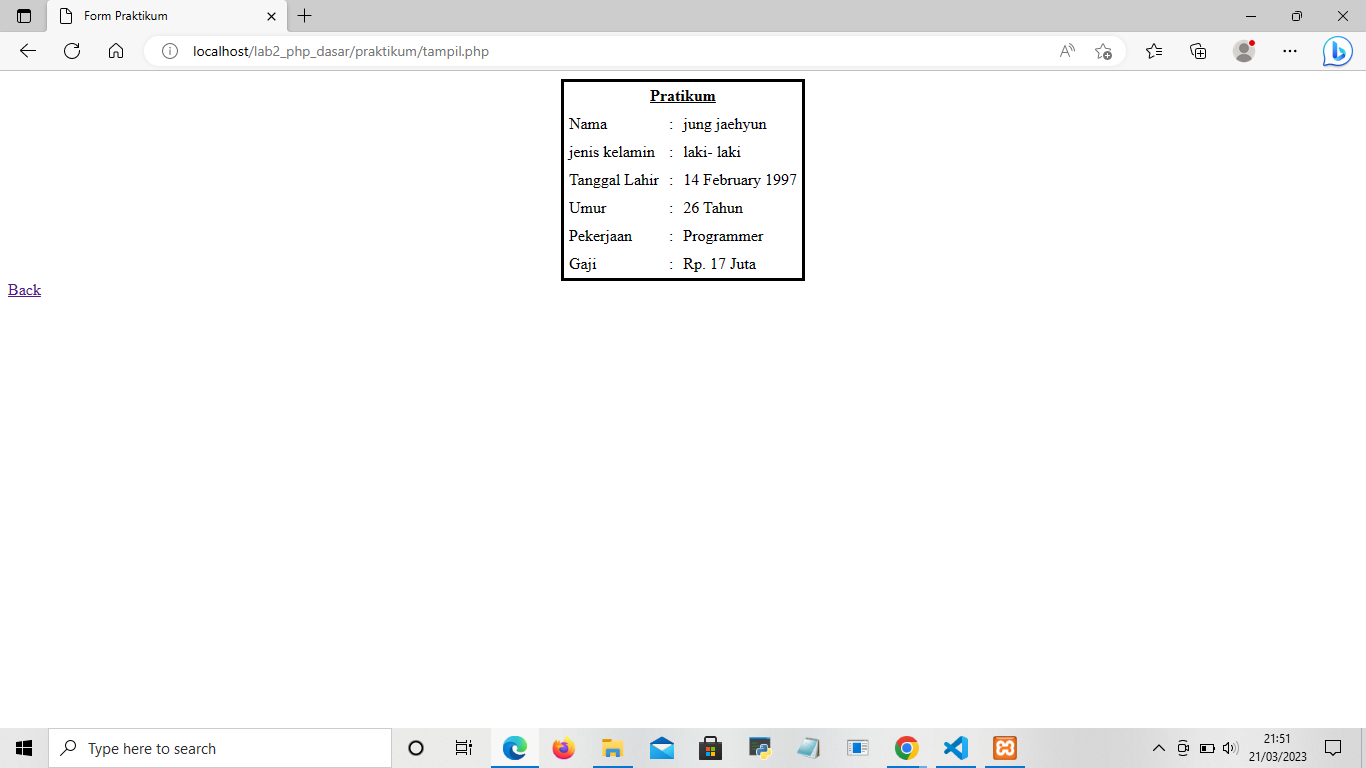 Form Praktikum
localhost/lab2_php_dasar/praktikum/tampil.php
Pratikum
Nama : jung jaehyun
jenis kelamin : laki- laki
Tanggal Lahir : 14 February 1997
Umur : 26 Tahun
Pekerjaan : Programmer
Gaji : Rp. 17 Juta
Back
Type here to search
21:51
21/03/2023